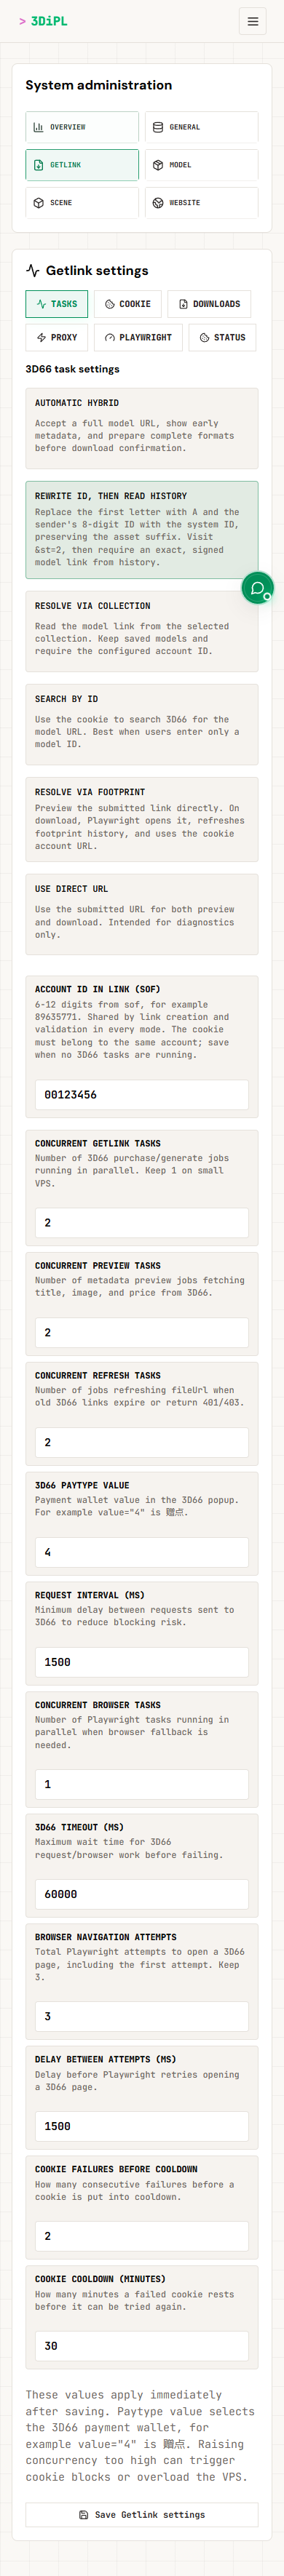 > 3DiPL
System administration
OVERVIEW
GENERAL
GETLINK
MODEL
SCENE
WEBSITE
Getlink settings
TASKS
COOKIE
DOWNLOADS
PROXY
PLAYWRIGHT
STATUS
3D66 task settings
AUTOMATIC HYBRID
Accept a full model URL, show early
metadata, and prepare complete formats
before download confirmation.
REWRITE ID, THEN READ HISTORY
Replace the first letter with A and the
sender's 8-digit ID with the system ID,
preserving the asset suffix. Visit
&st=2, then require an exact, signed
model link from history.
RESOLVE VIA COLLECTION
Read the model link from the selected
collection. Keep saved models and
require the configured account ID.
SEARCH BY ID
Use the cookie to search 3D66 for the
model URL. Best when users enter only a
model ID.
RESOLVE VIA FOOTPRINT
Preview the submitted link directly. On
download, Playwright opens it, refreshes
footprint history, and uses the cookie
account URL.
USE DIRECT URL
Use the submitted URL for both preview
and download. Intended for diagnostics
only.
ACCOUNT ID IN LINK (SOF)
6-12 digits from sof, for example
89635771. Shared by link creation and
validation in every mode. The cookie
must belong to the same account; save
when no 3D66 tasks are running.
00123456
CONCURRENT GETLINK TASKS
Number of 3D66 purchase/generate jobs
running in parallel. Keep 1 on small
VPS.
2
CONCURRENT PREVIEW TASKS
Number of metadata preview jobs fetching
title, image, and price from 3D66.
2
CONCURRENT REFRESH TASKS
Number of jobs refreshing fileUrl when
old 3D66 links expire or return 401/403.
2
3D66 PAYTYPE VALUE
Payment wallet value in the 3D66 popup.
For example value="4" is 赠点.
4
REQUEST INTERVAL (MS)
Minimum delay between requests sent to
3D66 to reduce blocking risk.
1500
CONCURRENT BROWSER TASKS
Number of Playwright tasks running in
parallel when browser fallback is
needed.
1
3D66 TIMEOUT (MS)
Maximum wait time for 3D66
request/browser work before failing.
60000
BROWSER NAVIGATION ATTEMPTS
Total Playwright attempts to open a 3D66
page, including the first attempt. Keep
3.
3
DELAY BETWEEN ATTEMPTS (MS)
Delay before Playwright retries opening
a 3D66 page.
1500
COOKIE FAILURES BEFORE COOLDOWN
How many consecutive failures before a
cookie is put into cooldown.
2
COOKIE COOLDOWN (MINUTES)
How many minutes a failed cookie rests
before it can be tried again.
30
These values apply immediately
after saving. Paytype value selects
the 3D66 payment wallet, for
example value="4" is 赠点. Raising
concurrency too high can trigger
cookie blocks or overload the VPS.
Save Getlink settings